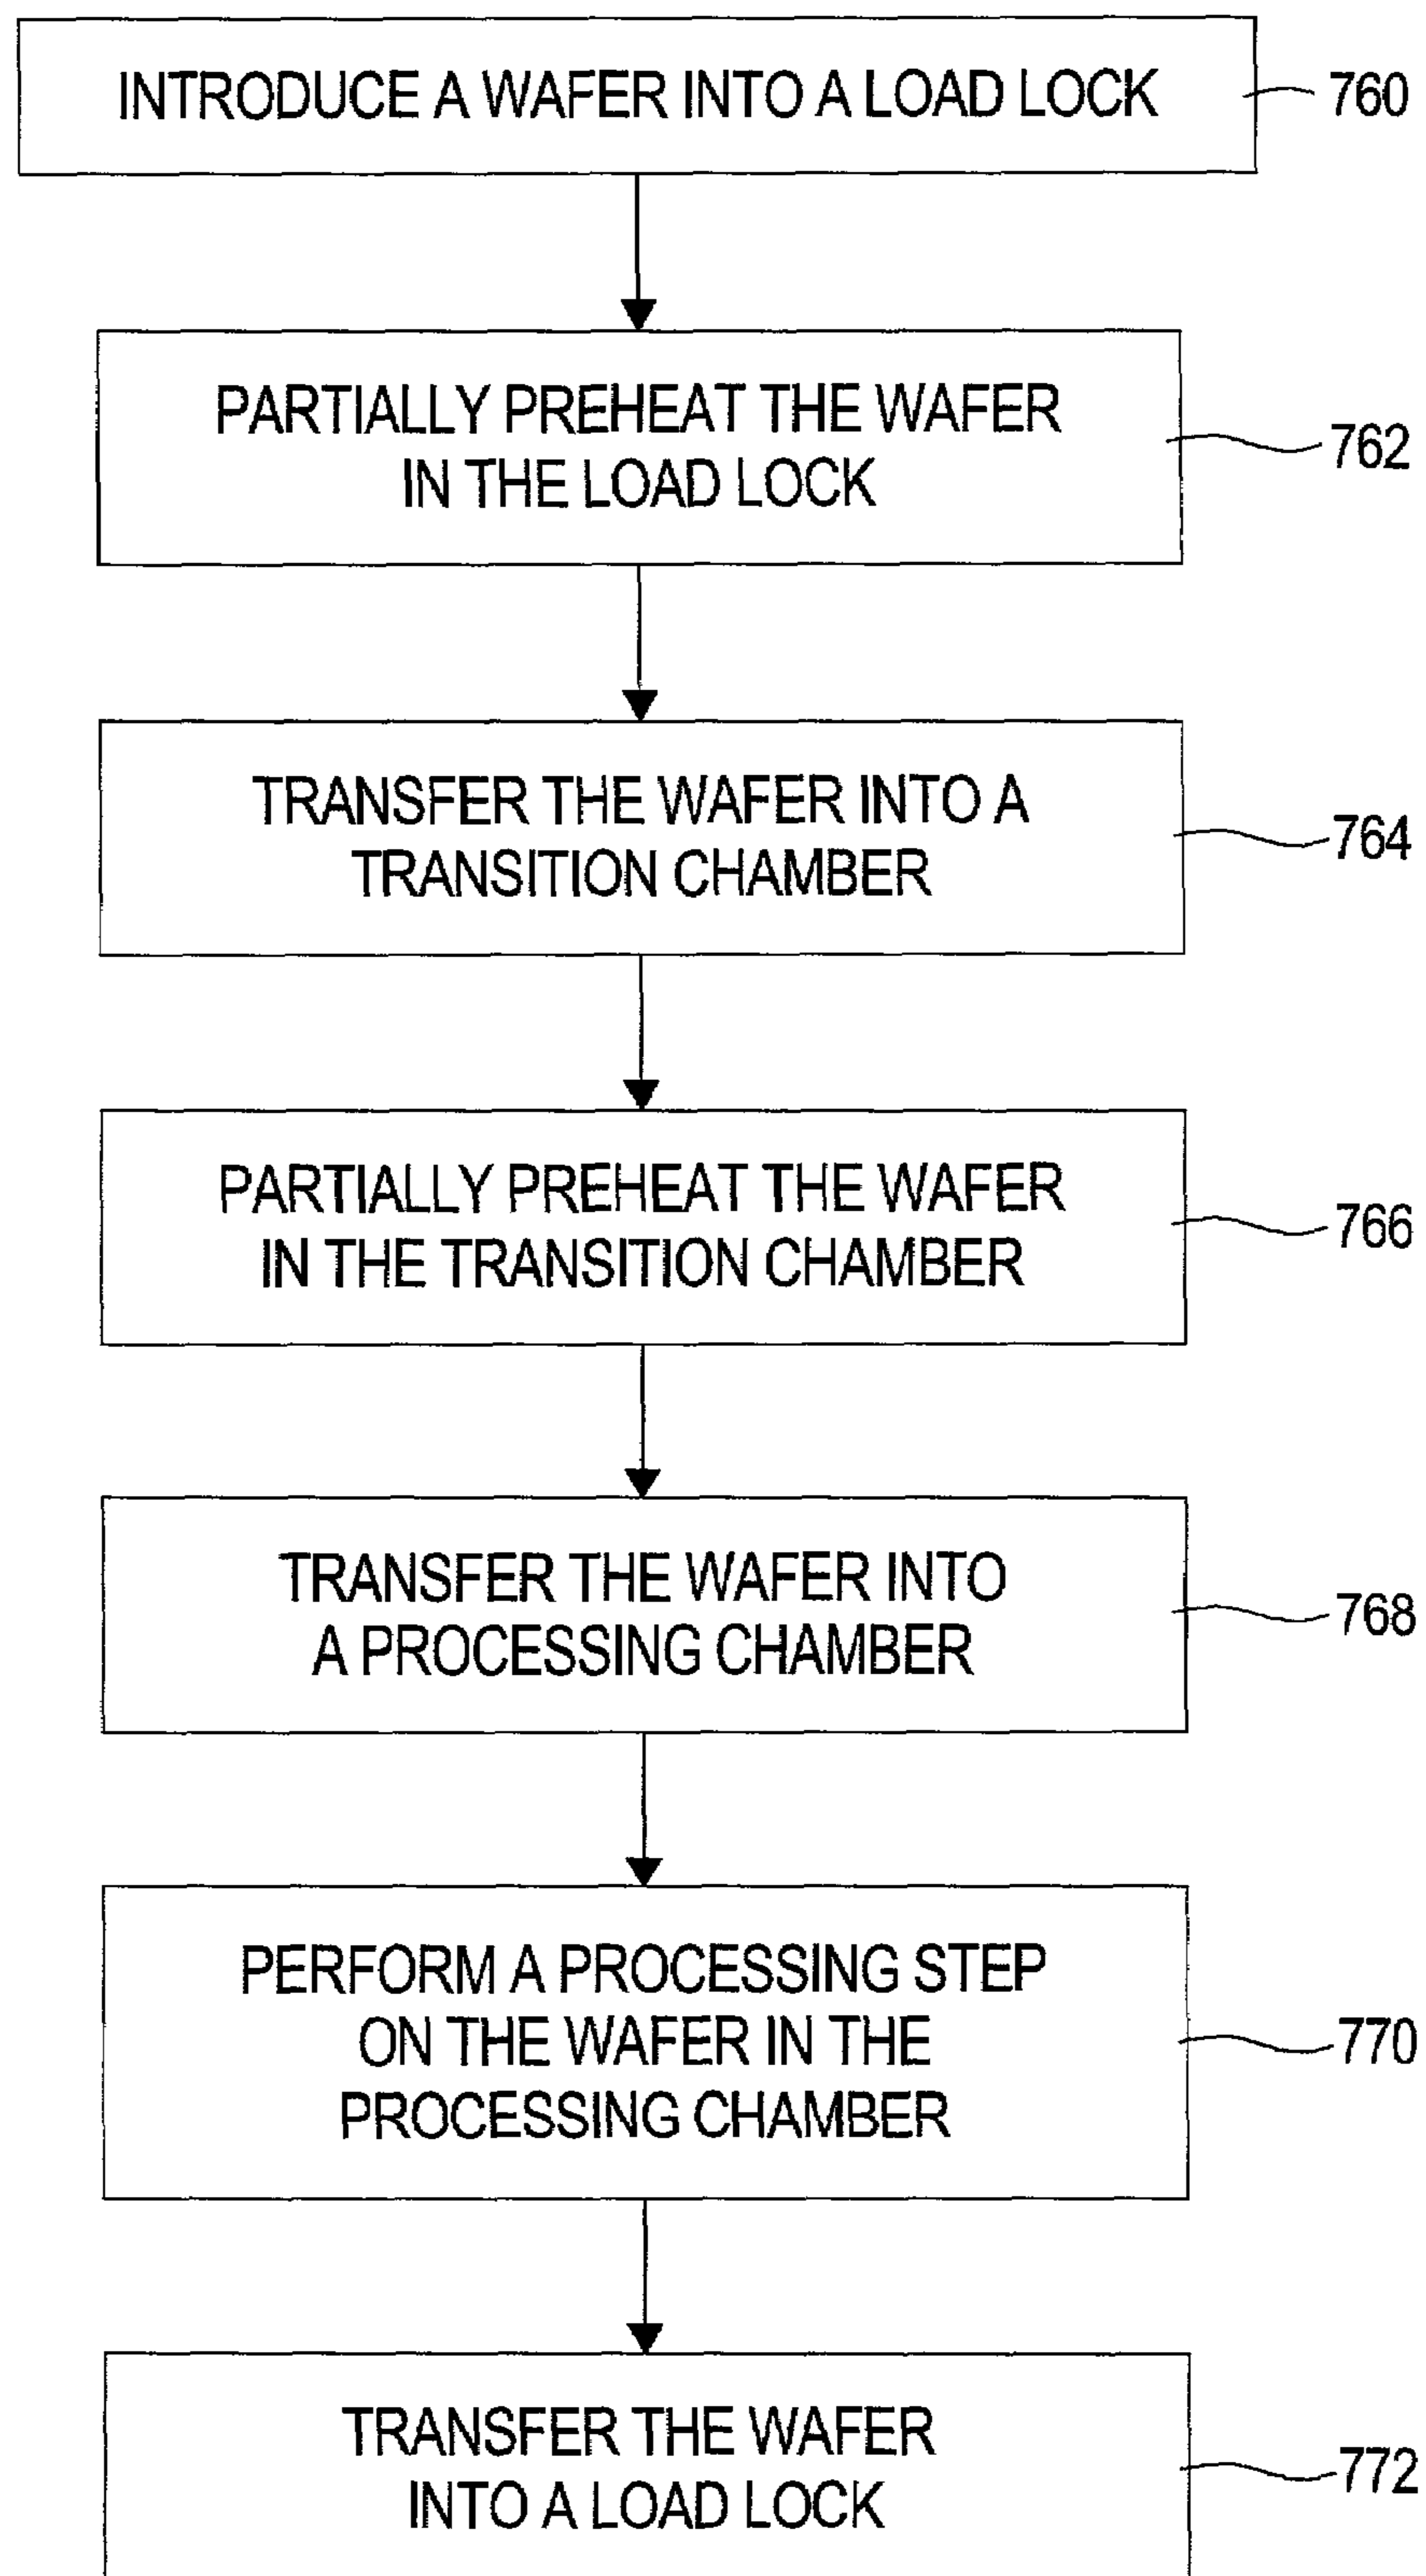 INTRODUCE A WAFER INTO A LOAD LOCK
760
PARTIALLY PREHEAT THE WAFER
IN THE LOAD LOCK
762
TRANSFER THE WAFER INTO A
TRANSITION CHAMBER
764
PARTIALLY PREHEAT THE WAFER
IN THE TRANSITION CHAMBER
766
TRANSFER THE WAFER INTO
A PROCESSING CHAMBER
768
PERFORM A PROCESSING STEP
ON THE WAFER IN THE
PROCESSING CHAMBER
770
TRANSFER THE WAFER
INTO A LOAD LOCK
772